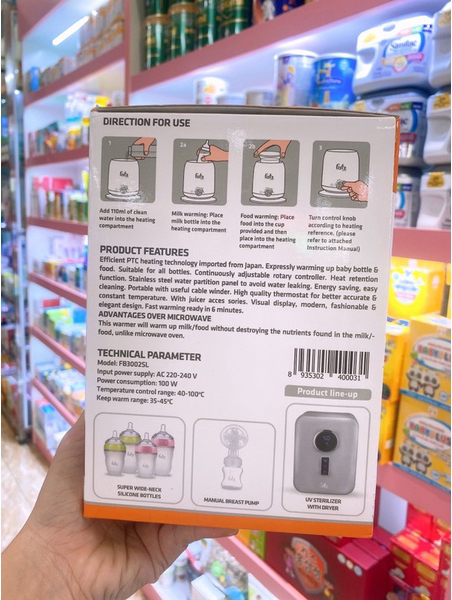 DIRECTION FOR USE
1
2a
2b
3
fatz
fatz
fatz
Add 110ml of clean
water into the heating
compartment
Milk warming: Place
milk bottle into the
heating compartment
Food warming: Place
food into the cup
provided and then
place into the heating
compartment
Turn control knob
according to heating
reference. (please
refer to attached
Instruction Manual)
PRODUCT FEATURES
Efficient PTC heating technology imported from Japan. Expressly warming up baby bottle &
food. Suitable for all bottles. Continuously adjustable rotary controller. Heat retention
function. Stainless steel water partition panel to avoid water leaking. Energy saving, easy
cleaning. Portable with useful cable winder. High quality thermostat for better accurate &
constant temperature. With juicer acces sories. Visual display, modern, fashionable &
elegant design. Fast warming ready in 6 minutes.
ADVANTAGES OVER MICROWAVE
This warmer will warm up milk/food without destroying the nutrients found in the milk/-
food, unlike microwave oven.
TECHNICAL PARAMETER
Model: FB3002SL
Input power supply: AC 220-240 V
Power consumption: 100 W
Temperature control range: 40-100°C
Keep warm range: 35-45°C
8 935302 400031
Product line-up
SUPER WIDE-NECK
SILICONE BOTTLES
MANUAL BREAST PUMP
UV STERILIZER
WITH DRYER
Similac